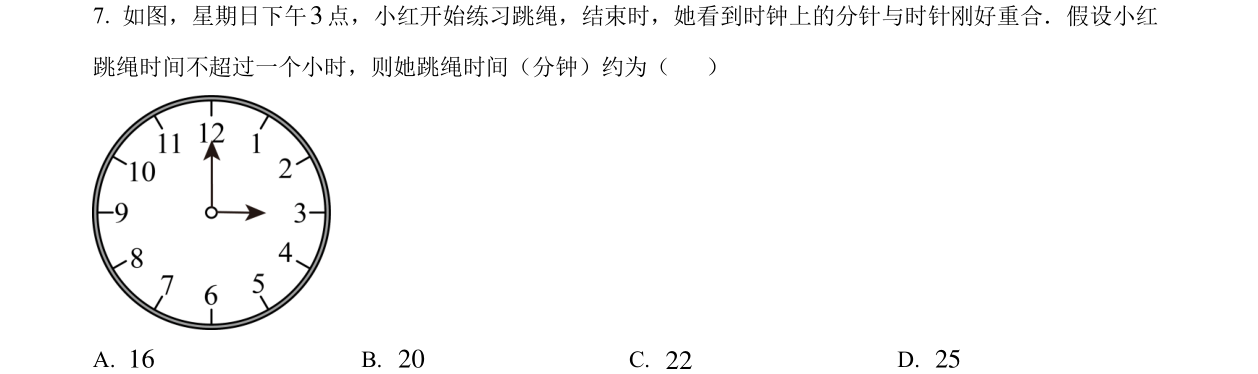 7. 如图，星期日下午3点，小红开始练习跳绳，结束时，她看到时钟上的分针与时针刚好重合．假设小红
跳绳时间不超过一个小时，则她跳绳时间（分钟）约为（    ）
11 12 1
10 2
9 3
8 4
7 6 5
A. 16 B. 20 C. 22 D. 25